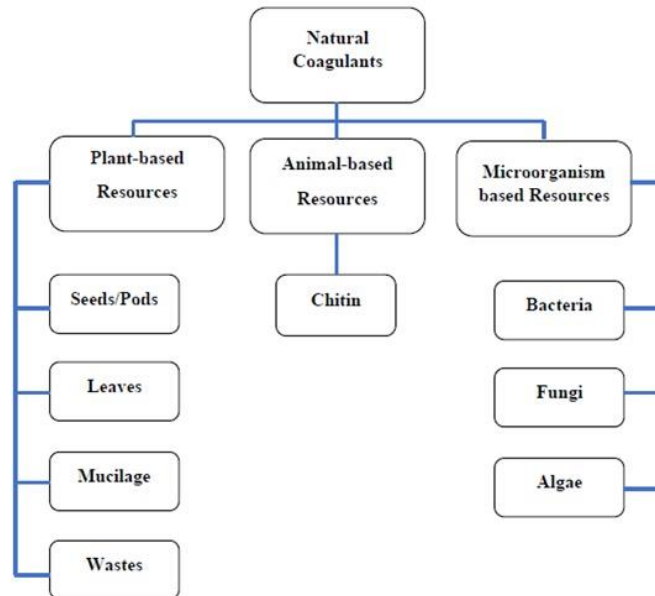 Natural
Coagulants
Plant-based
Resources
Animal-based
Resources
Microorganism
based Resources
Seeds/Pods
Chitin
Bacteria
Leaves
Fungi
Mucilage
Algae
Wastes